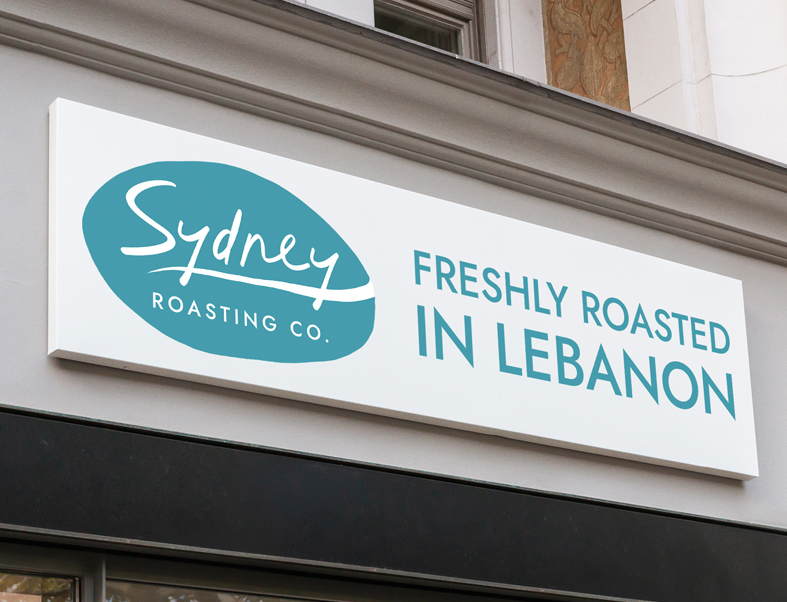 Sydney
ROASTING CO.
FRESHLY ROASTED
IN LEBANON